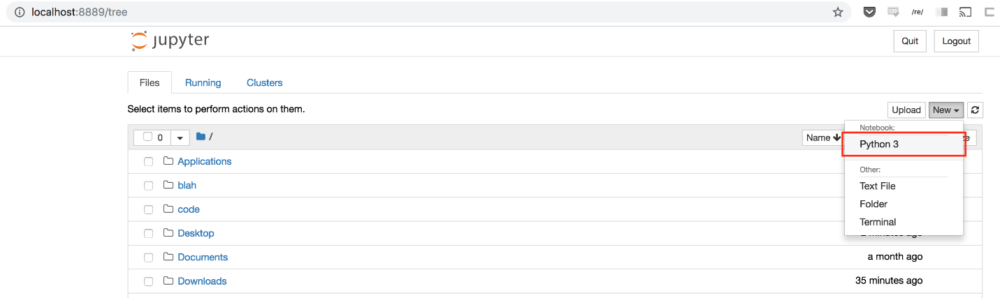 localhost:8889/tree
/re/
jupyter
Quit
Logout
Files
Running
Clusters
Select items to perform actions on them.
Upload
New
0
/
Name
Notebook:
Python 3
Other:
Text File
Folder
Terminal
Applications
blah
code
Desktop
minutes ago
Documents
a month ago
Downloads
35 minutes ago